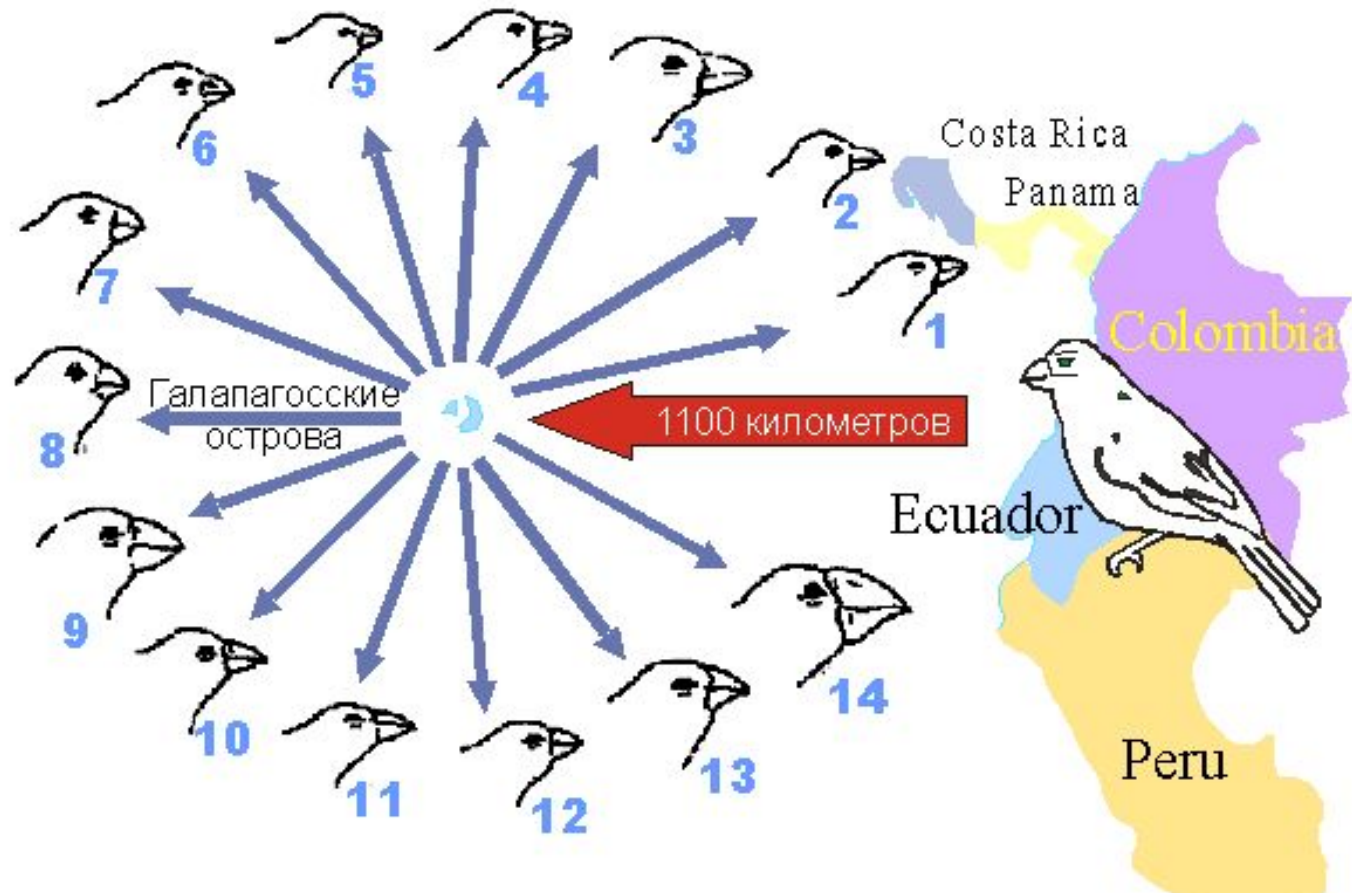 5
4
6
3
Costa Rica
2
Panama
7
1
Colombia
8
Галапагосские
острова
1100 километров
Ecuador
9
14
10
13
11
12
Peru